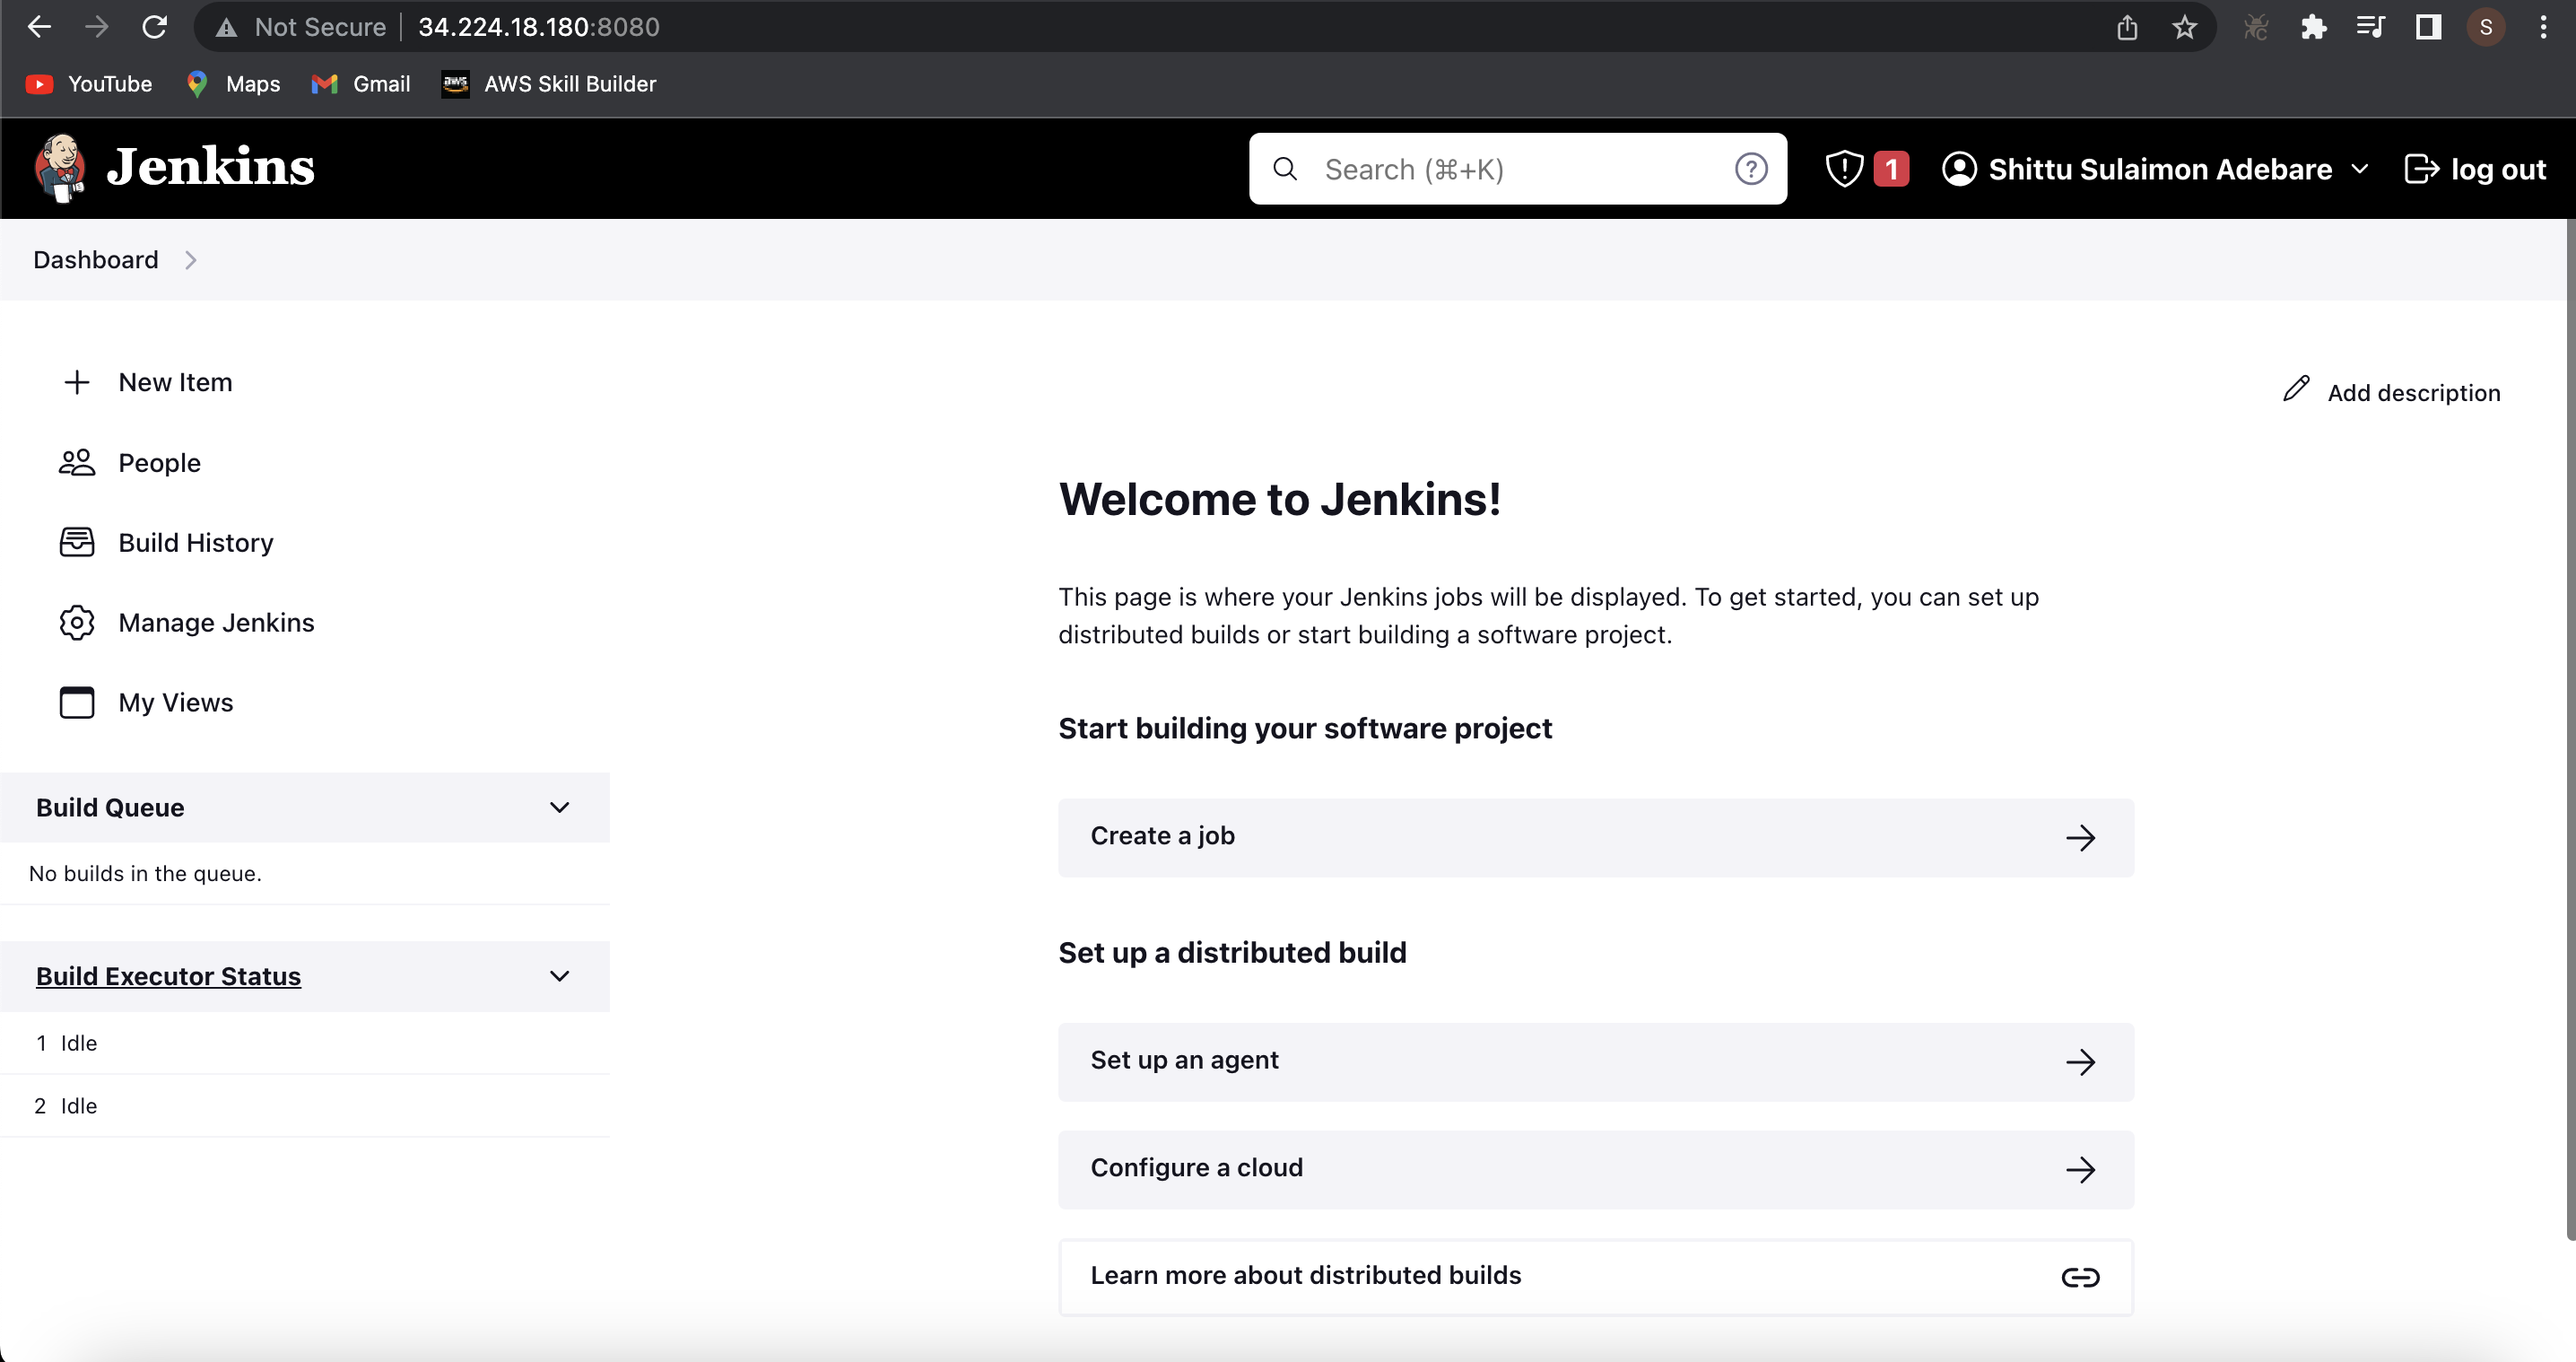 Not Secure 34.224.18.180:8080
S
YouTube Maps Gmail aws AWS Skill Builder
Jenkins
Search (⌘+K) ?
1
Shittu Sulaimon Adebare
log out
Dashboard
New Item
People
Build History
Manage Jenkins
My Views
Build Queue
No builds in the queue.
Build Executor Status
1 Idle
2 Idle
Add description
Welcome to Jenkins!
This page is where your Jenkins jobs will be displayed. To get started, you can set up
distributed builds or start building a software project.
Start building your software project
Create a job
Set up a distributed build
Set up an agent
Configure a cloud
Learn more about distributed builds